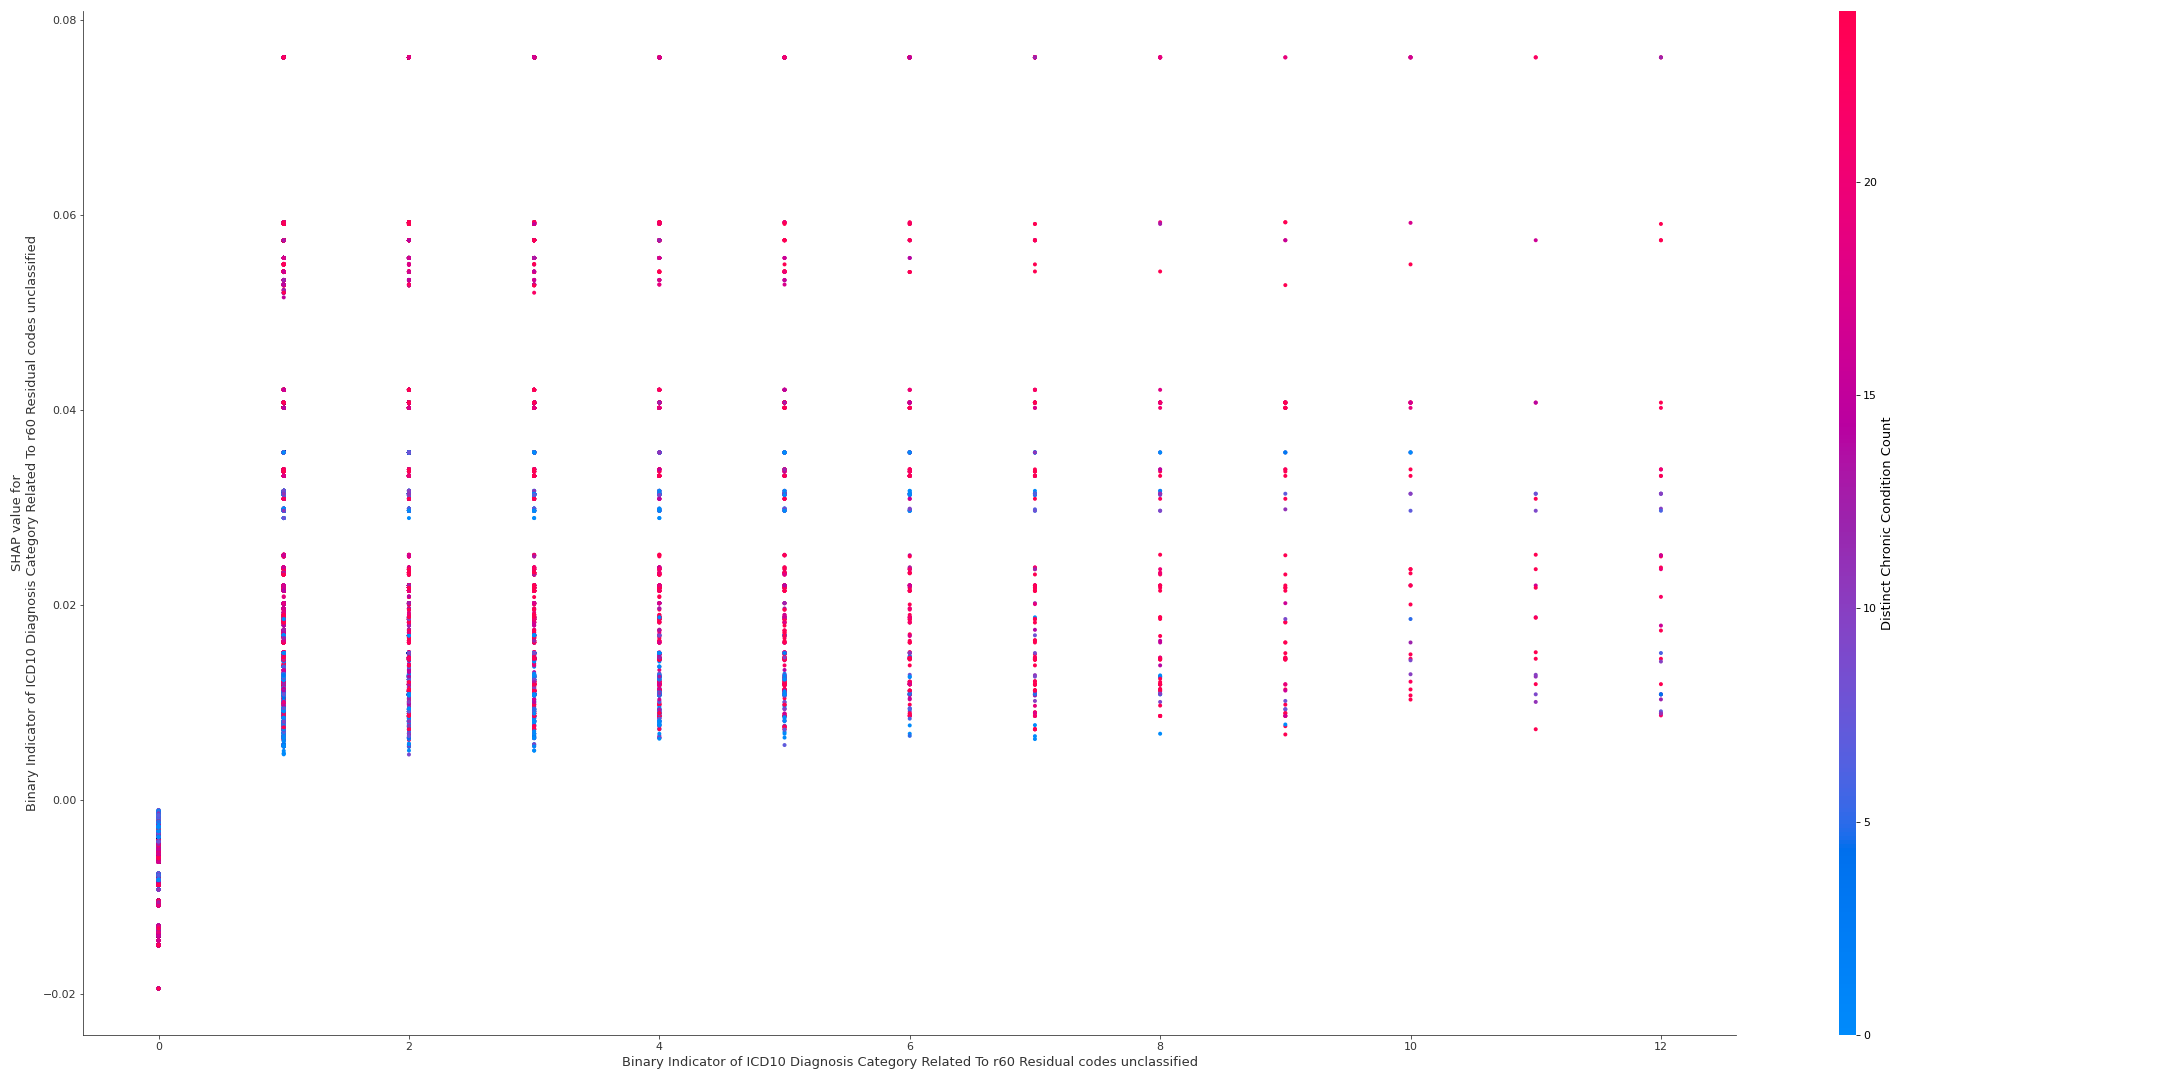 0.08
0.06
0.04
0.02
0.00
−0.02
SHAP value for
Binary Indicator of ICD10 Diagnosis Category Related To r60 Residual codes unclassified
0 2 4 6 8 10 12
Binary Indicator of ICD10 Diagnosis Category Related To r60 Residual codes unclassified
20
15
10
5
0
Distinct Chronic Condition Count